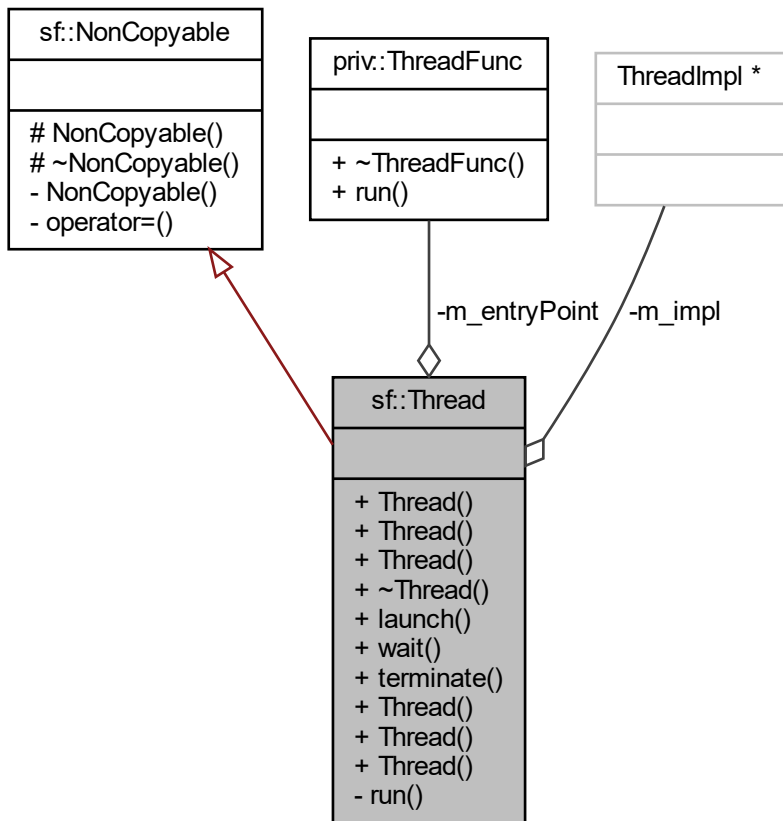 sf::NonCopyable
# NonCopyable()
# ~NonCopyable()
- NonCopyable()
- operator=()
priv::ThreadFunc
+ ~ThreadFunc()
+ run()
ThreadImpl *
-m_entryPoint
-m_impl
sf::Thread
+ Thread()
+ Thread()
+ Thread()
+ ~Thread()
+ launch()
+ wait()
+ terminate()
+ Thread()
+ Thread()
+ Thread()
- run()